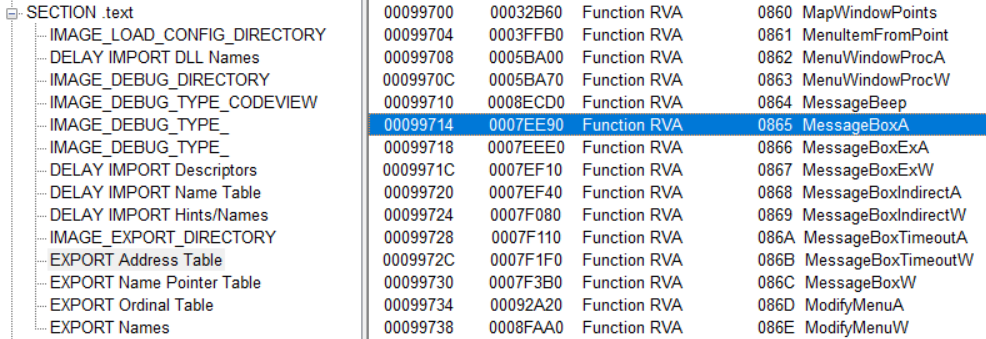 SECTION .text
IMAGE_LOAD_CONFIG_DIRECTORY
DELAY IMPORT DLL Names
IMAGE_DEBUG_DIRECTORY
IMAGE_DEBUG_TYPE_CODEVIEW
IMAGE_DEBUG_TYPE_
IMAGE_DEBUG_TYPE_
DELAY IMPORT Descriptors
DELAY IMPORT Name Table
DELAY IMPORT Hints/Names
IMAGE_EXPORT_DIRECTORY
EXPORT Address Table
EXPORT Name Pointer Table
EXPORT Ordinal Table
EXPORT Names
00099700 00032B60 Function RVA 0860 MapWindowPoints
00099704 0003FFB0 Function RVA 0861 MenuItemFromPoint
00099708 0005BA00 Function RVA 0862 MenuWindowProcA
0009970C 0005BA70 Function RVA 0863 MenuWindowProcW
00099710 0008ECD0 Function RVA 0864 MessageBeep
00099714 0007EE90 Function RVA 0865 MessageBoxA
00099718 0007EEE0 Function RVA 0866 MessageBoxExA
0009971C 0007EF10 Function RVA 0867 MessageBoxExW
00099720 0007EF40 Function RVA 0868 MessageBoxIndirectA
00099724 0007F080 Function RVA 0869 MessageBoxIndirectW
00099728 0007F110 Function RVA 086A MessageBoxTimeoutA
0009972C 0007F1F0 Function RVA 086B MessageBoxTimeoutW
00099730 0007F3B0 Function RVA 086C MessageBoxW
00099734 00092A20 Function RVA 086D ModifyMenuA
00099738 0008FAA0 Function RVA 086E ModifyMenuW